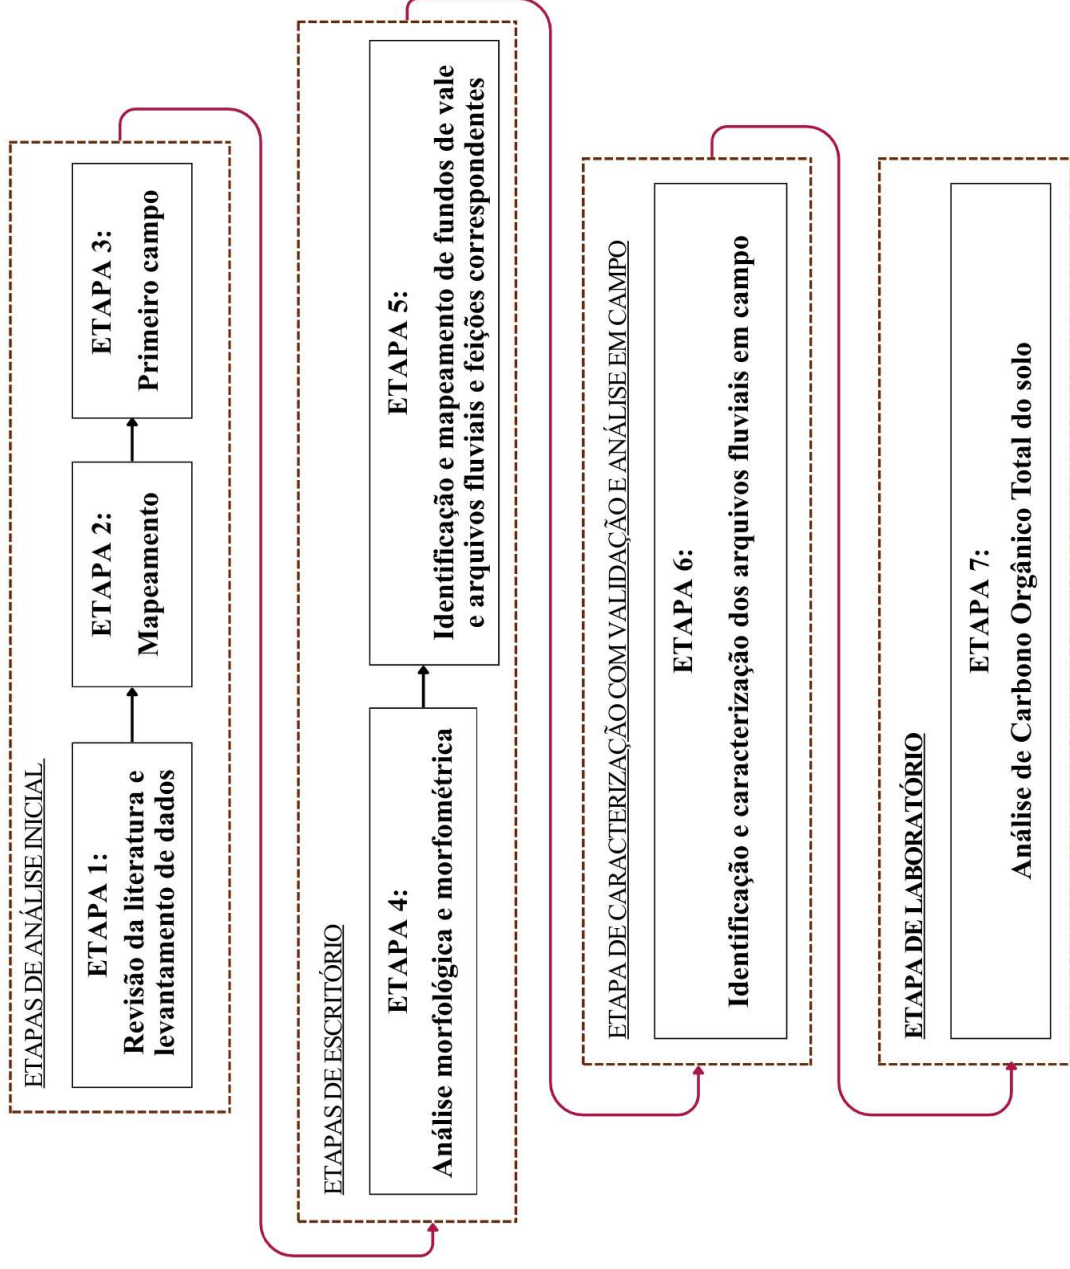 ETAPAS DE ANÁLISE INICIAL
ETAPA 1:
Revisão da literatura e
levantamento de dados
ETAPA 2:
Mapeamento
ETAPA 3:
Primeiro campo
ETAPAS DE ESCRITÓRIO
ETAPA 4:
Análise morfológica e morfométrica
ETAPA 5:
Identificação e mapeamento de fundos de vale
e arquivos fluviais e feições correspondentes
ETAPA DE CARACTERIZAÇÃO COM VALIDAÇÃO E ANÁLISE EM CAMPO
ETAPA 6:
Identificação e caracterização dos arquivos fluviais em campo
ETAPA DE LABORATÓRIO
ETAPA 7:
Análise de Carbono Orgânico Total do solo